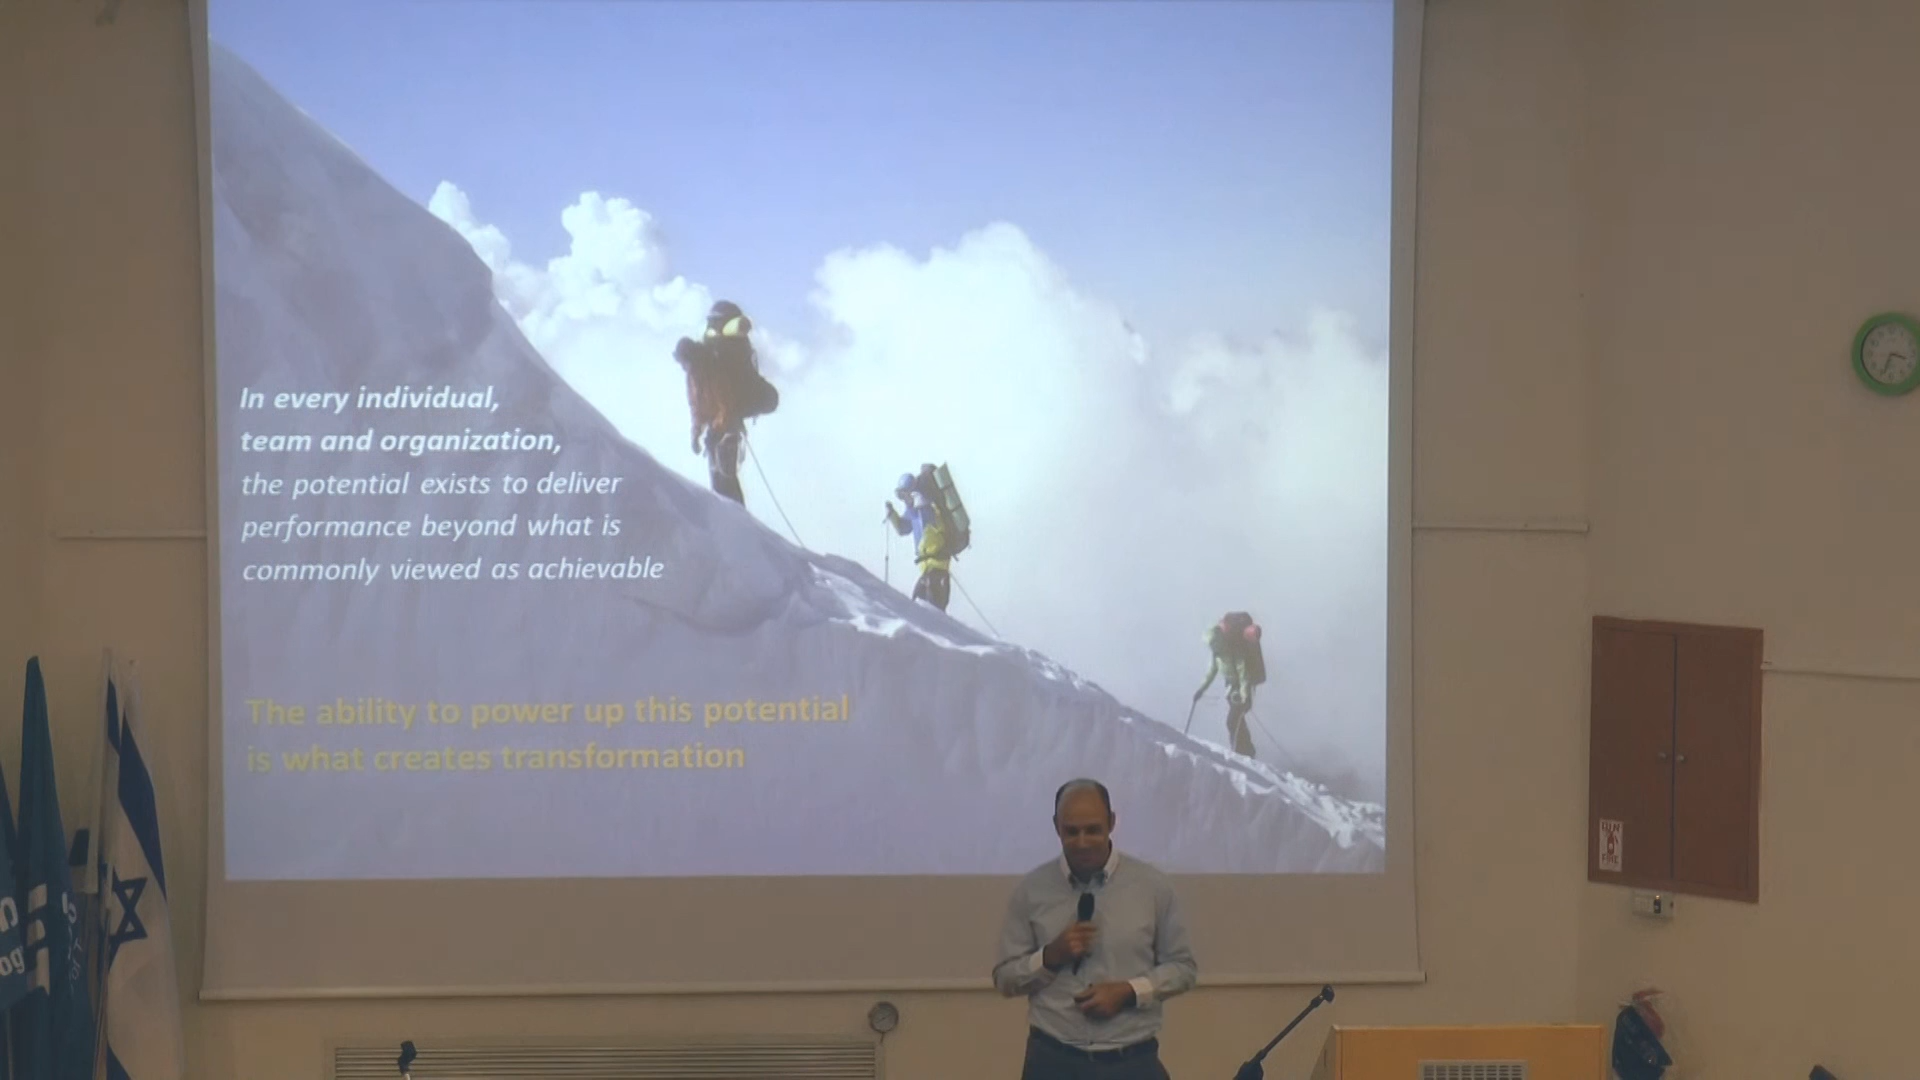 In every individual,
team and organization,
the potential exists to deliver
performance beyond what is
commonly viewed as achievable
The ability to power up this potential
is what creates transformation
FIRE